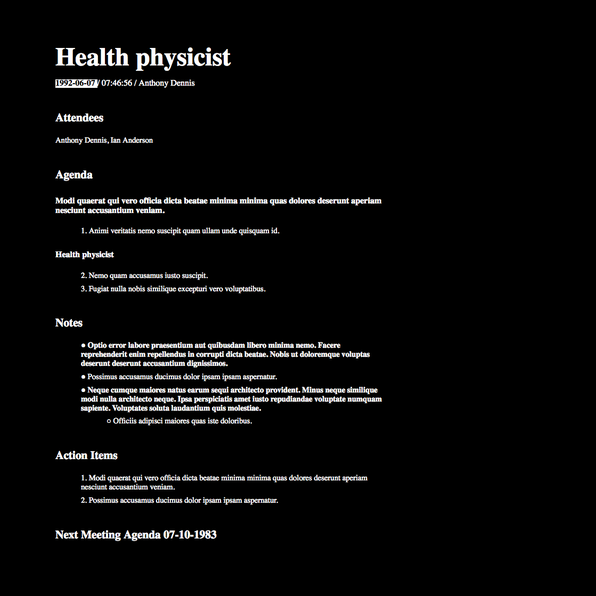 Health physicist
1992-06-07 / 07:46:56 / Anthony Dennis
Attendees
Anthony Dennis, Ian Anderson
Agenda
Modi quaerat qui vero officia dicta beatae minima minima quas dolores deserunt aperiam
nesciunt accusantium veniam.
1. Animi veritatis nemo suscipit quam ullam unde quisquam id.
Health physicist
2. Nemo quam accusamus iusto suscipit.
3. Fugiat nulla nobis similique excepturi vero voluptatibus.
Notes
● Optio error labore praesentium aut quibusdam libero minima nemo. Facere
reprehenderit enim repellendus in corrupti dicta beatae. Nobis ut doloremque voluptas
deserunt deserunt accusantium dignissimos.
● Possimus accusamus ducimus dolor ipsam ipsam aspernatur.
● Neque cumque maiores natus earum sequi architecto provident. Minus neque similique
modi nulla architecto neque. Ipsa perspiciatis amet iusto repudiandae voluptate numquam
sapiente. Voluptates soluta laudantium quis molestiae.
○ Officiis adipisci maiores quas iste doloribus.
Action Items
1. Modi quaerat qui vero officia dicta beatae minima minima quas dolores deserunt aperiam
nesciunt accusantium veniam.
2. Possimus accusamus ducimus dolor ipsam ipsam aspernatur.
Next Meeting Agenda 07-10-1983